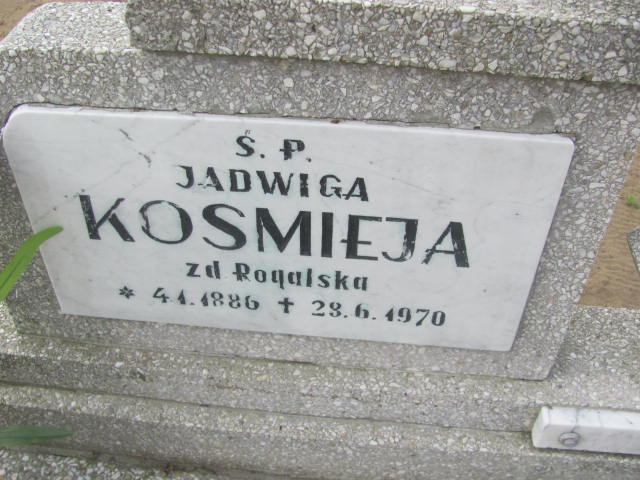 Ś. P.
JADWIGA
KOSMIEJA
zd Rogalska
* 4.1.1886 + 28.6.1970